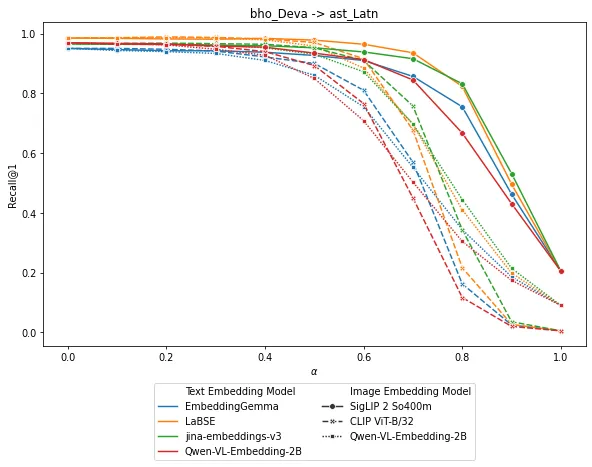 bho_Deva -> ast_Latn
Recall@1
1.0
0.8
0.6
0.4
0.2
0.0
0.0 0.2 0.4 0.6 0.8 1.0
α
Text Embedding Model Image Embedding Model
EmbeddingGemma SigLIP 2 So400m
LaBSE CLIP ViT-B/32
jina-embeddings-v3 Qwen-VL-Embedding-2B
Qwen-VL-Embedding-2B